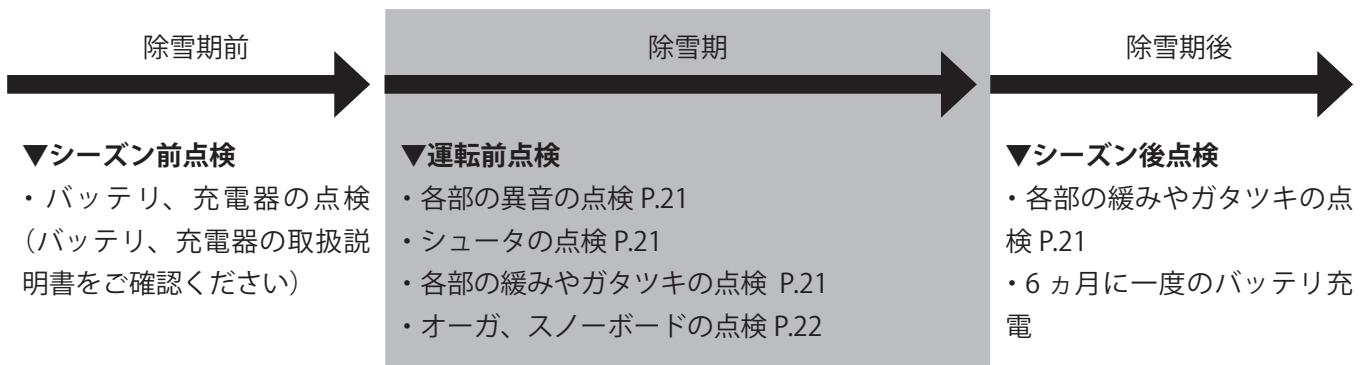 除雪期前
▼シーズン前点検
・バッテリ、充電器の点検
（バッテリ、充電器の取扱説
明書をご確認ください）
除雪期
▼運転前点検
・各部の異音の点検 P.21
・シュータの点検 P.21
・各部の緩みやガタツキの点検 P.21
・オーガ、スノーボードの点検 P.22
除雪期後
▼シーズン後点検
・各部の緩みやガタツキの点
検 P.21
・6 ヵ月に一度のバッテリ充
電